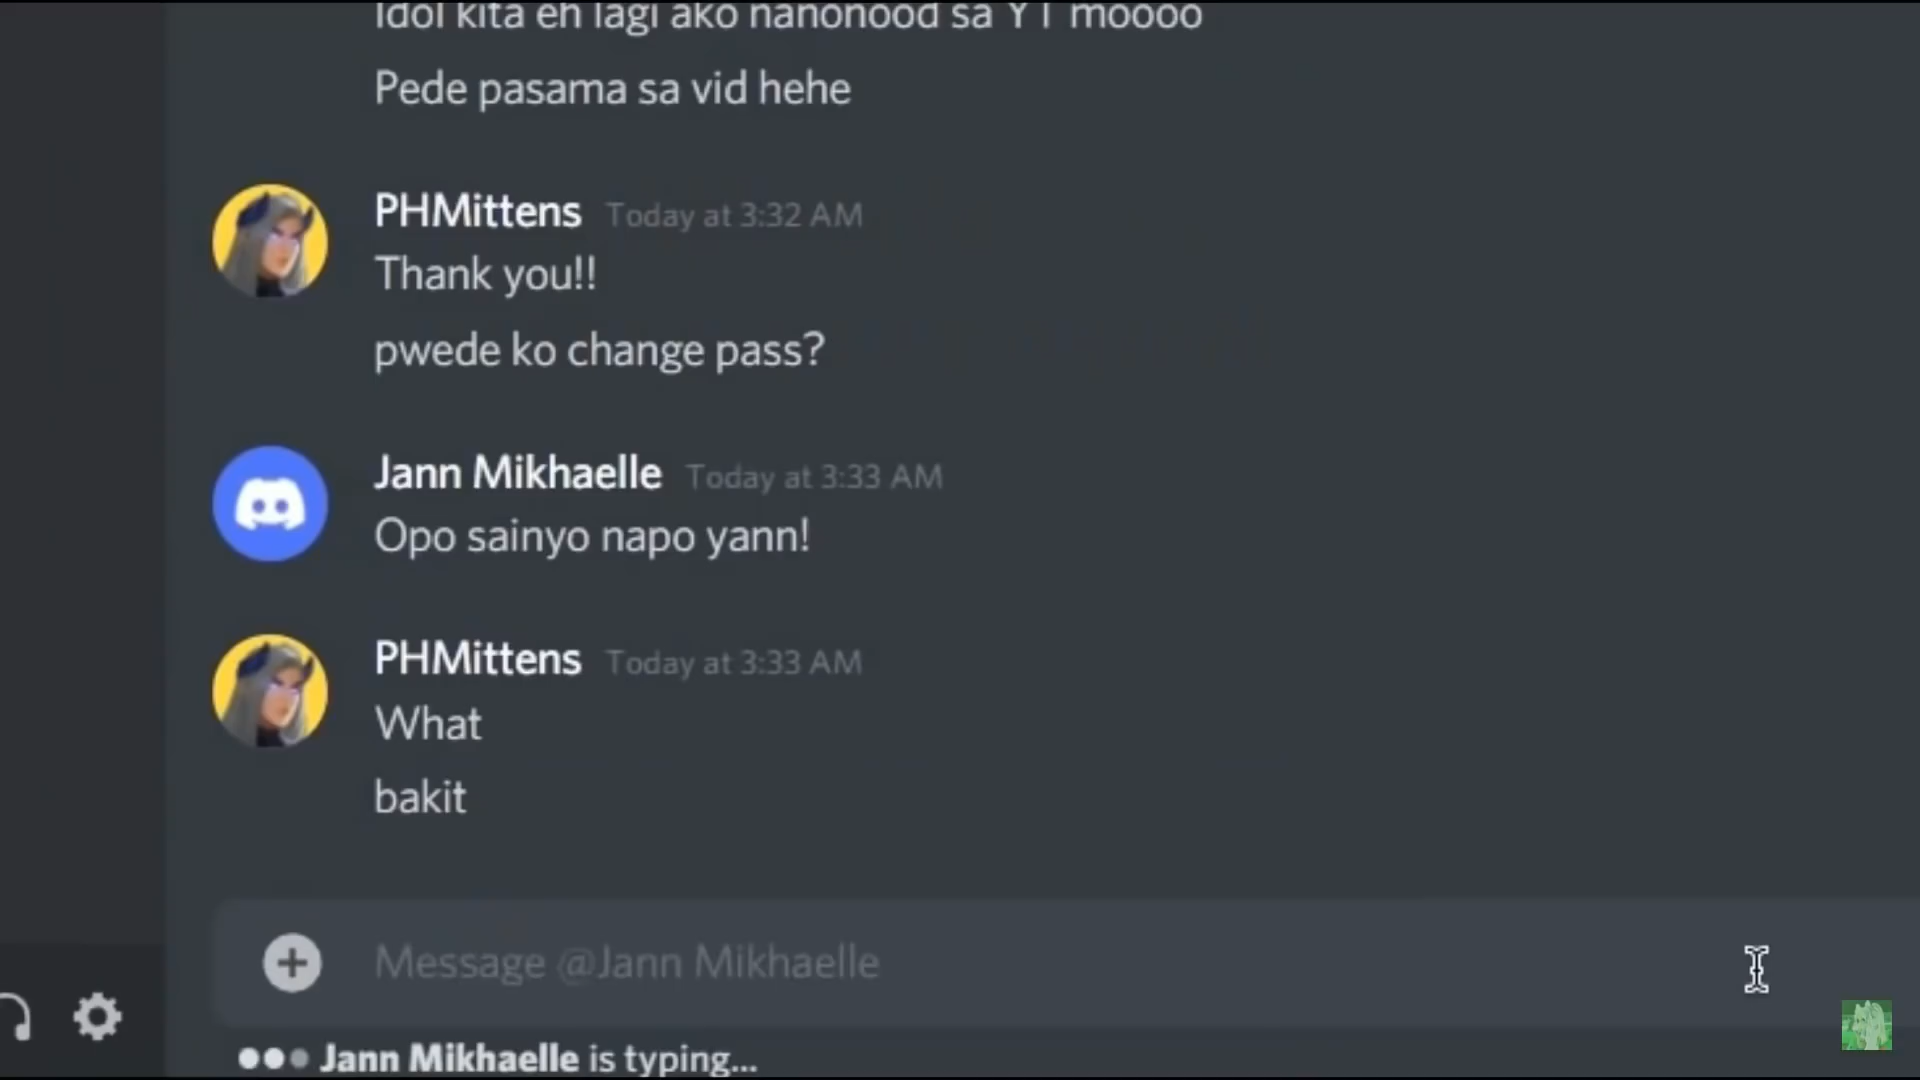 Idol kita eh lagi ako nanonood sa YT moooo
Pede pasama sa vid hehe
PHMittens Today at 3:32 AM
Thank you!!
pwede ko change pass?
Jann Mikhaelle Today at 3:33 AM
Opo sainyo napo yann!
PHMittens Today at 3:33 AM
What
bakit
Message @Jann Mikhaelle
Jann Mikhaelle is typing...